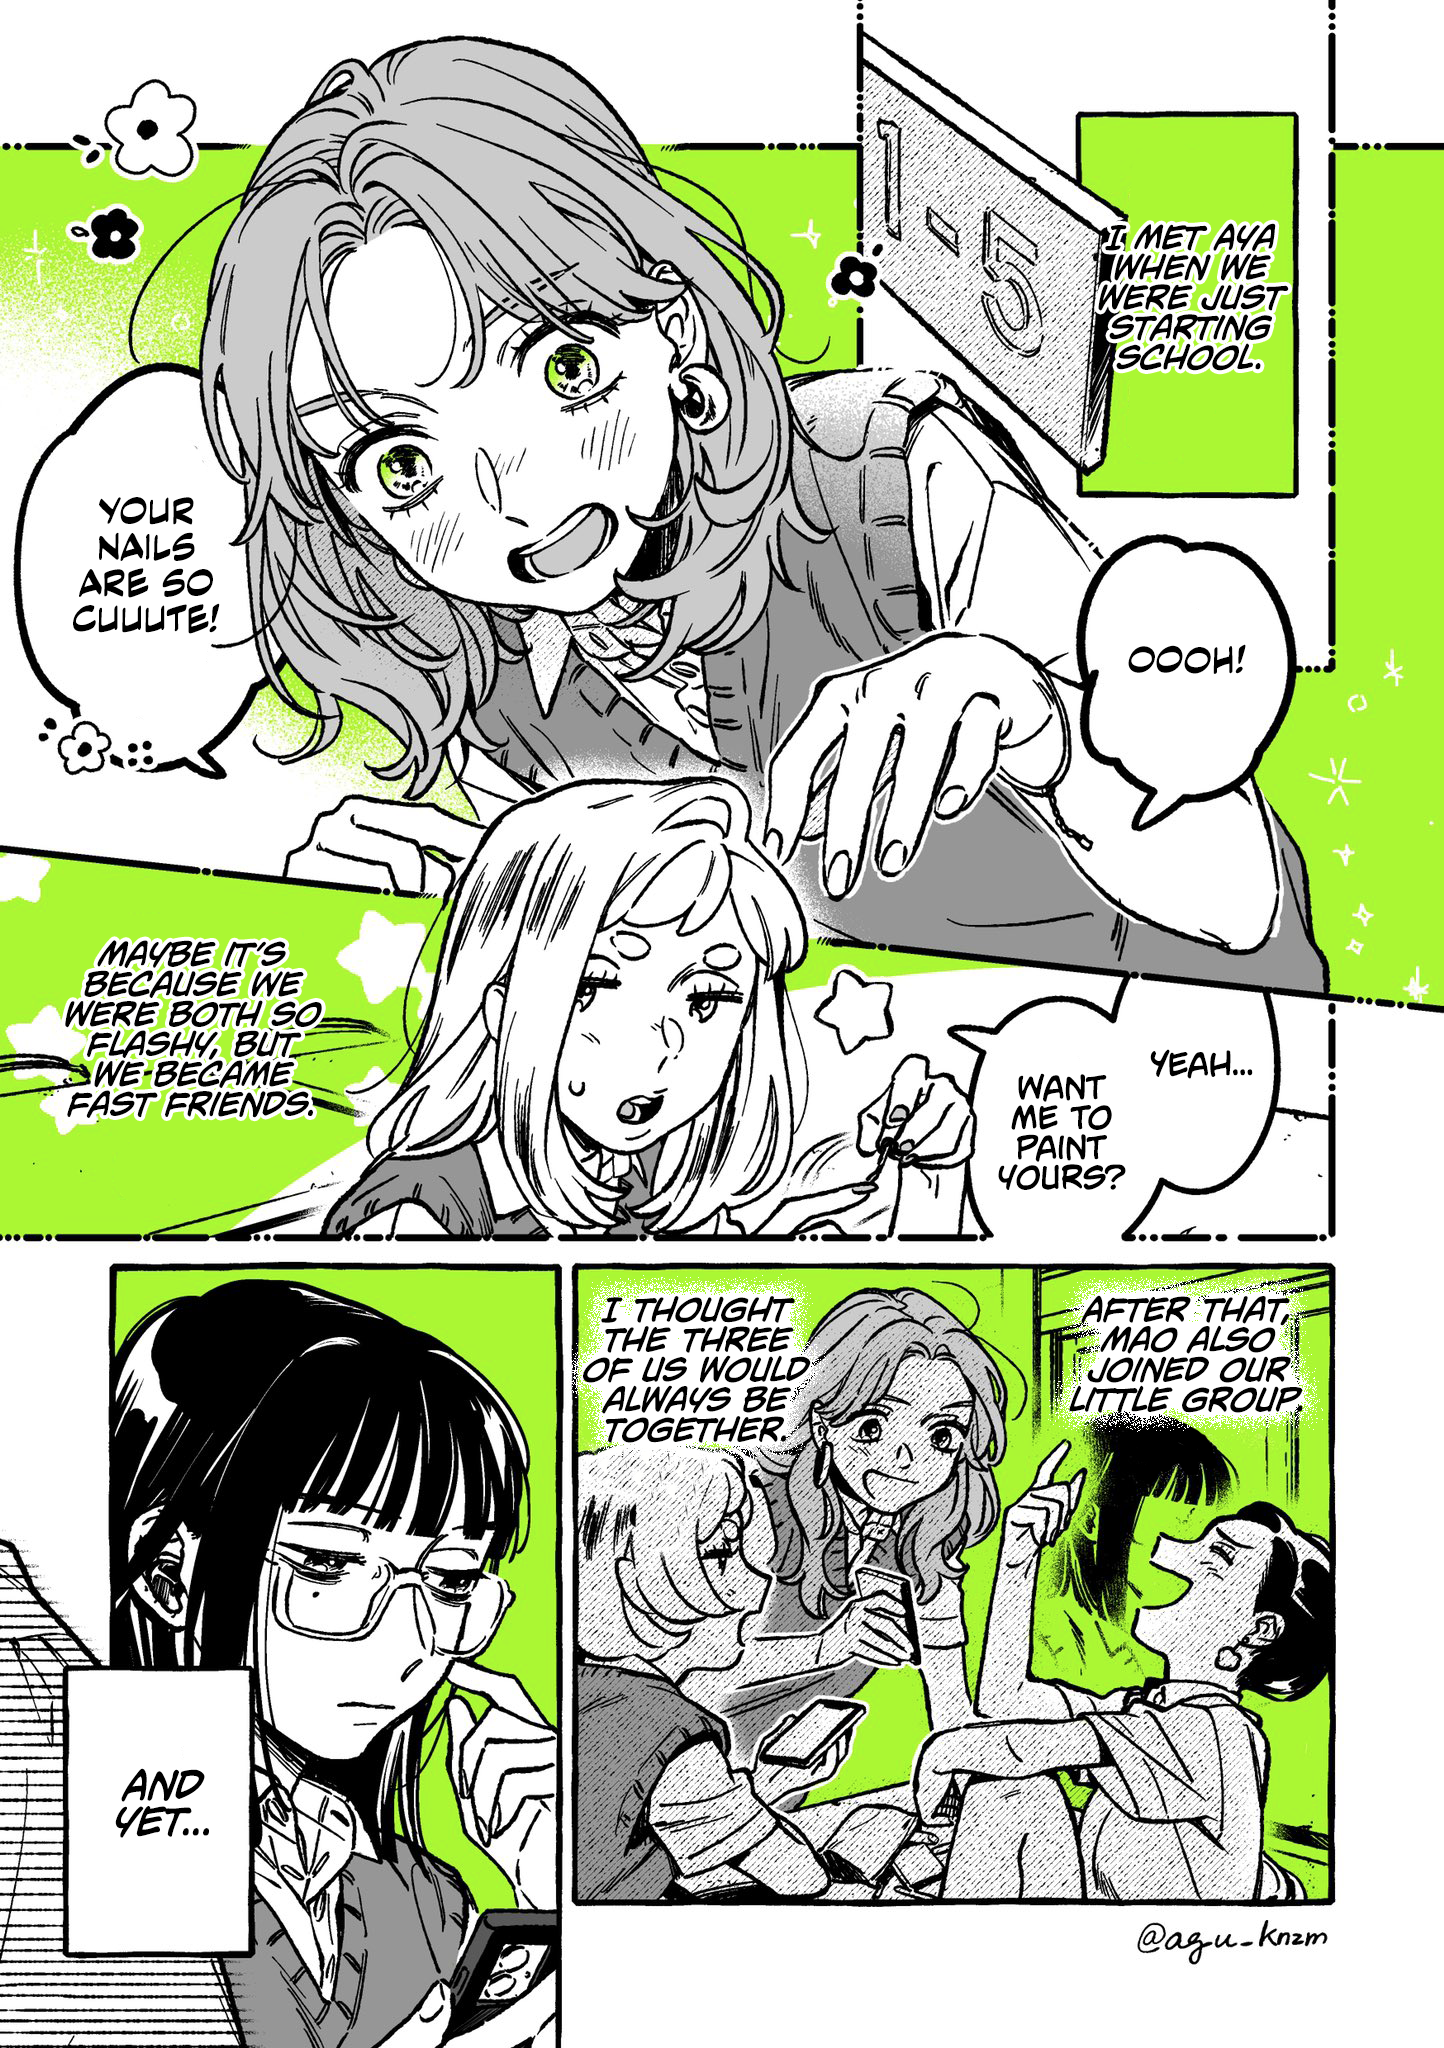 1-5
I MET AYA
WHEN WE
WERE JUST
STARTING
SCHOOL.
OOOH!
YOUR
NAILS
ARE SO
CUUUTE!
YEAH...
WANT
ME TO
PAINT
YOURS?
MAYBE IT'S
BECAUSE WE
WERE BOTH SO
FLASHY, BUT
WE BECAME
FAST FRIENDS.
AFTER THAT,
MAO ALSO
JOINED OUR
LITTLE GROUP.
I THOUGHT
THE THREE
OF US WOULD
ALWAYS BE
TOGETHER.
AND
YET...
@agu_knzm